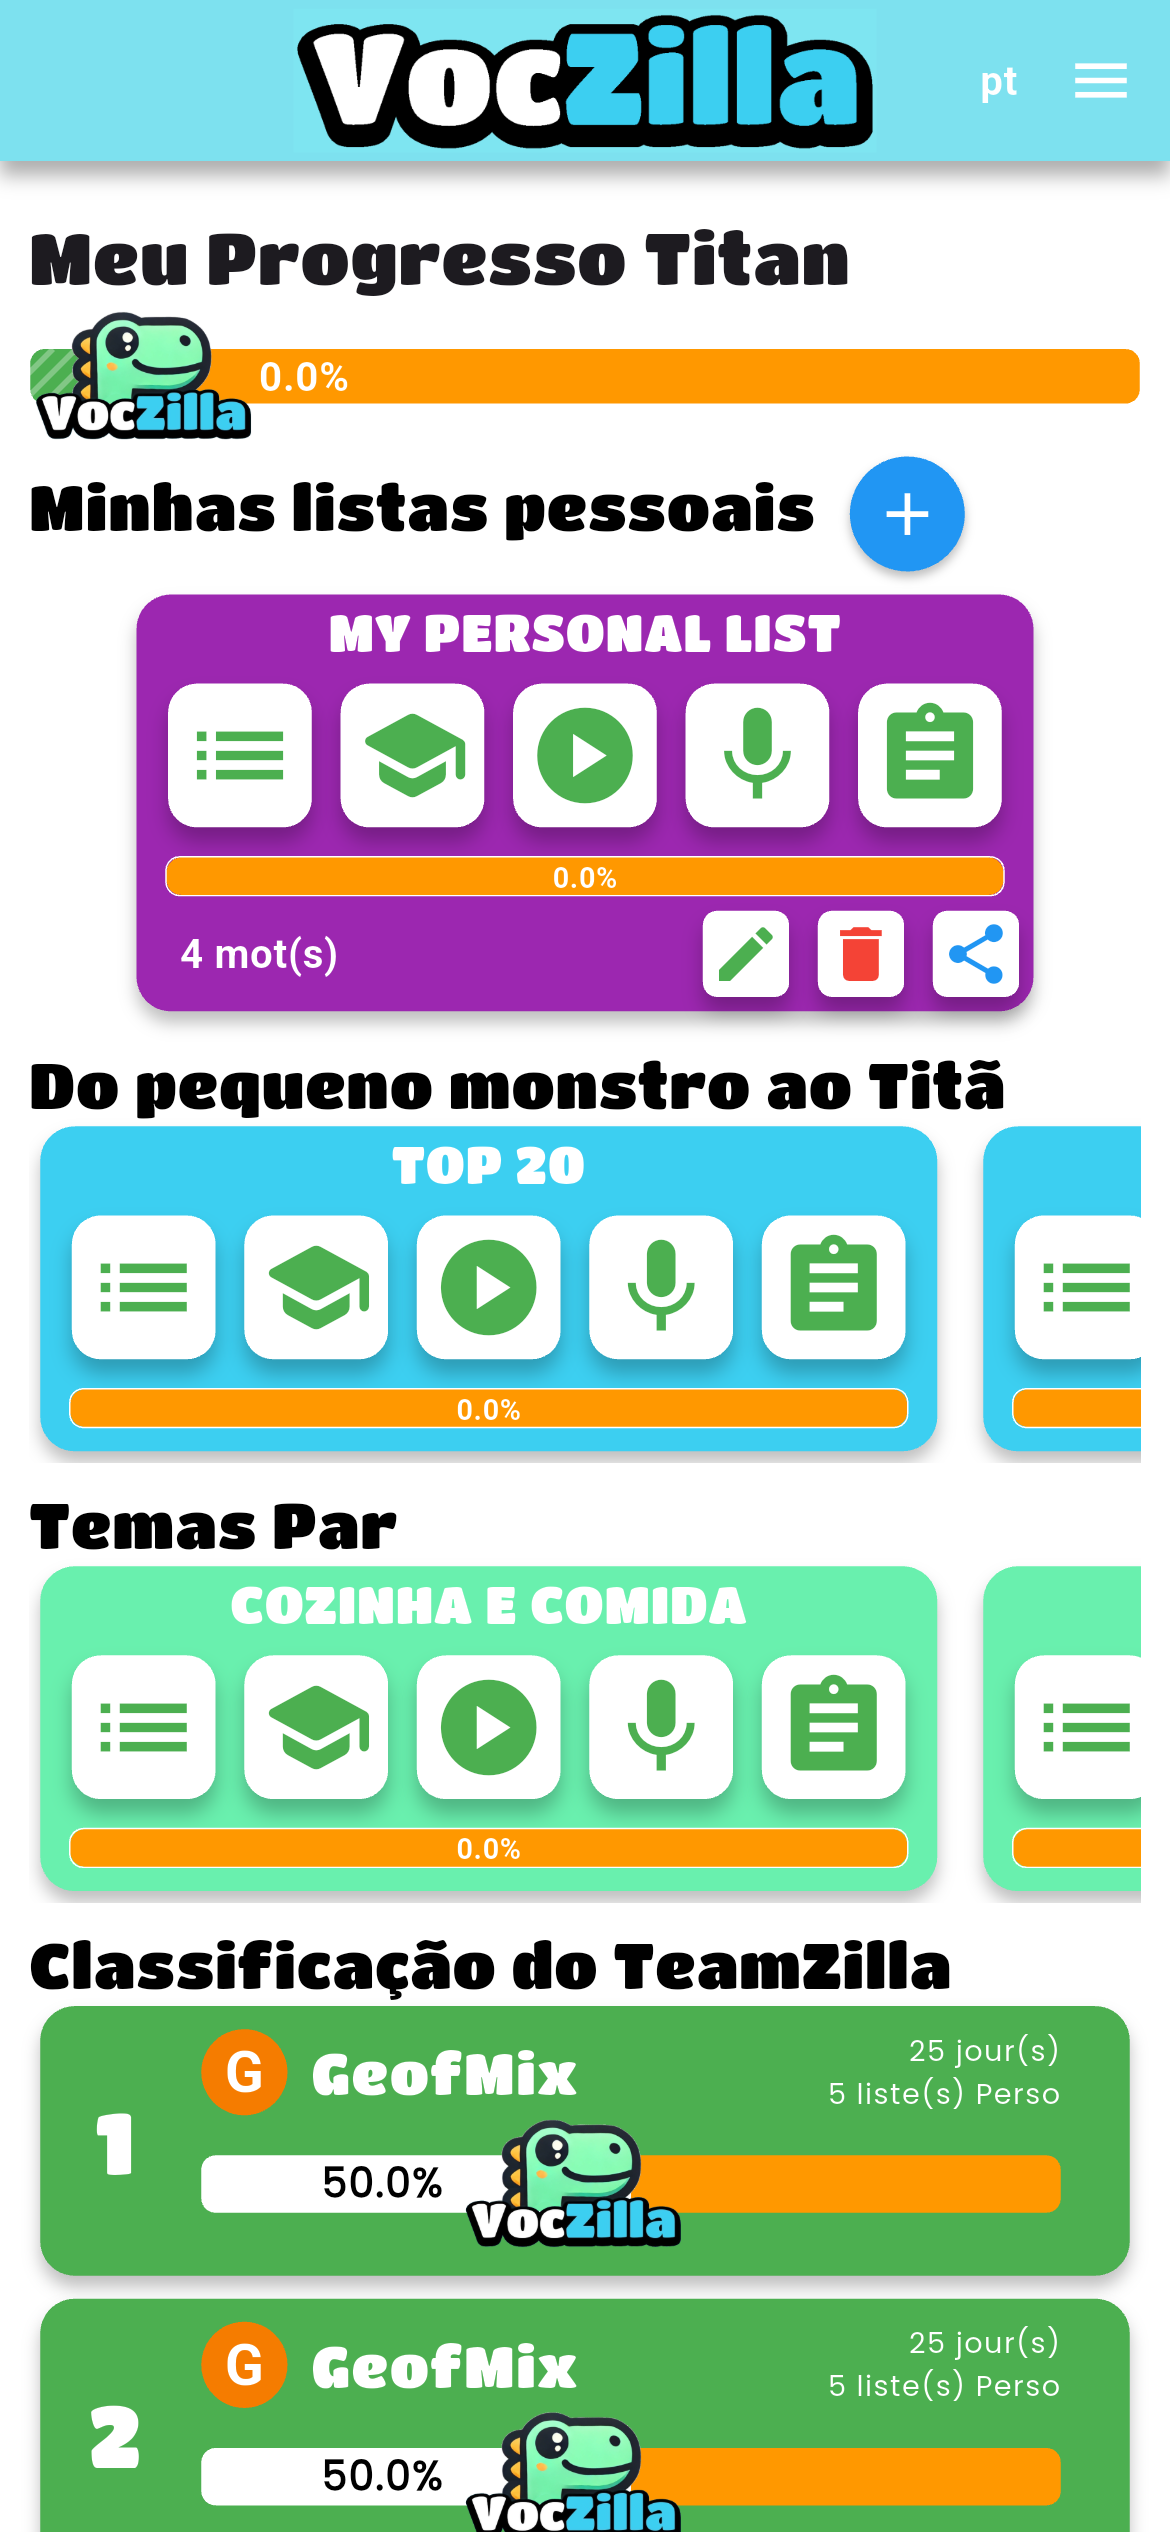 VocZilla
pt
Meu Progresso Titan
0.0%
VocZilla
Minhas listas pessoais
MY PERSONAL LIST
0.0%
4 mot(s)
Do pequeno monstro ao Titã
TOP 20
0.0%
Temas Par
COZINHA E COMIDA
0.0%
Classificação do TeamZilla
1
G
GeofMix
25 jour(s)
5 liste(s) Perso
50.0%
VocZilla
2
G
GeofMix
25 jour(s)
5 liste(s) Perso
50.0%
VocZilla